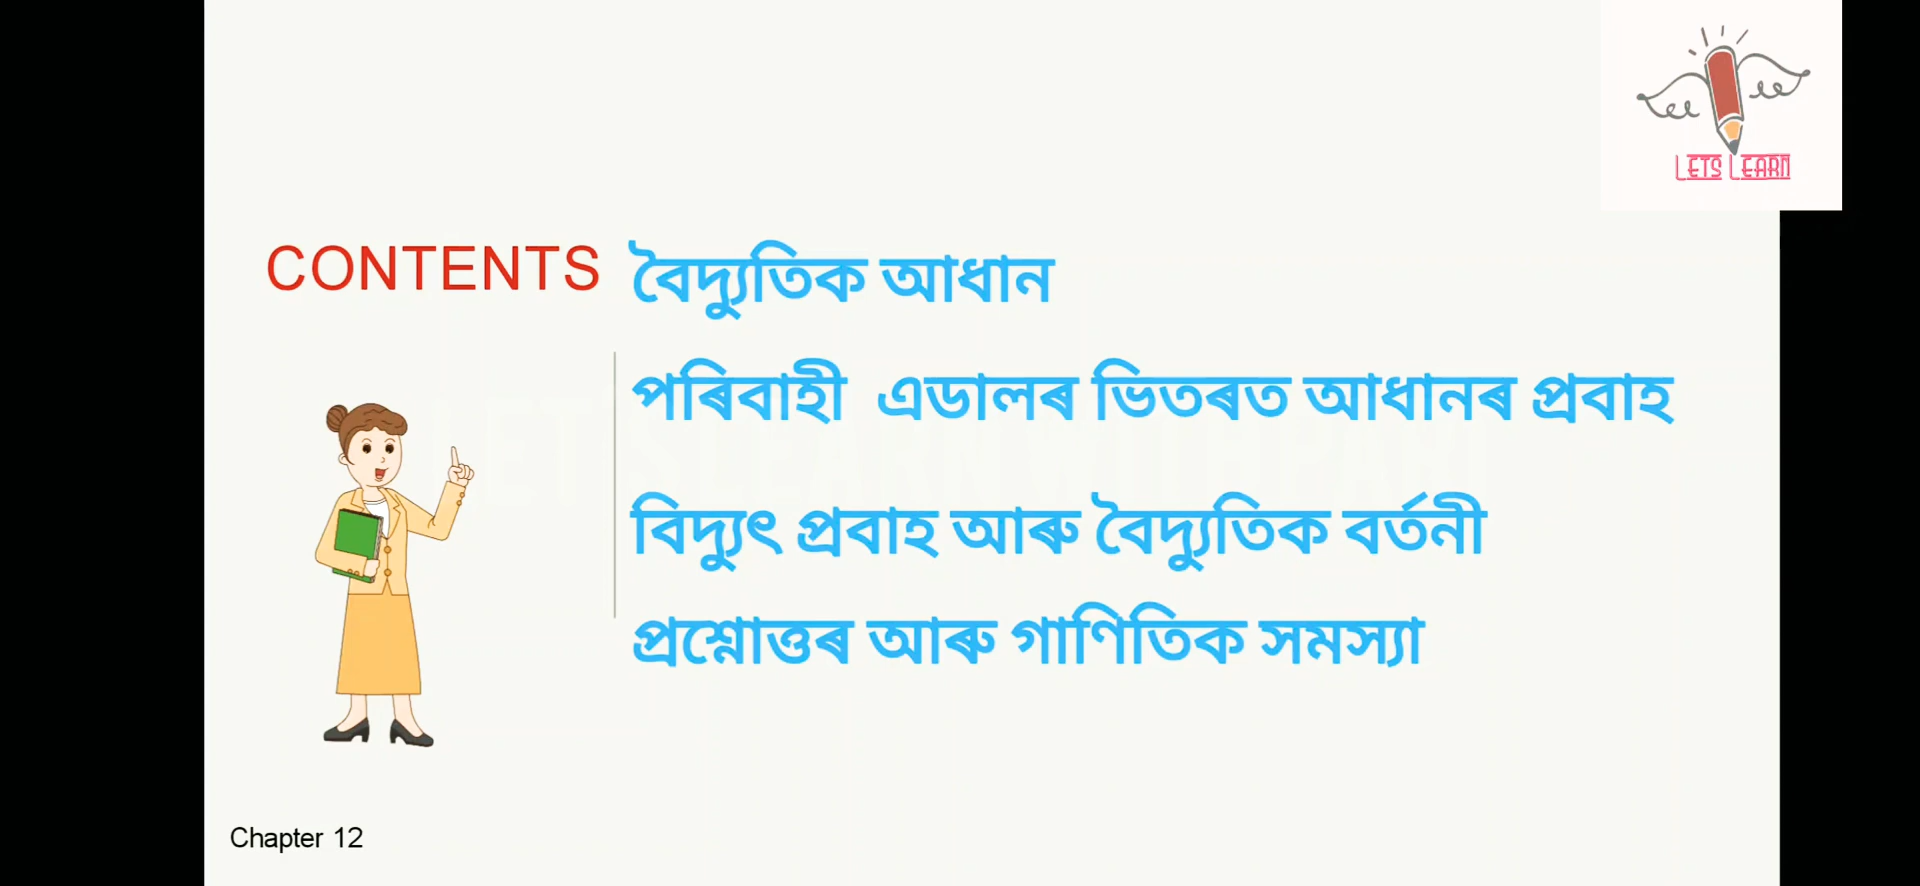 LETS LEARN
CONTENTS
বৈদ্যুতিক আধান
পৰিবাহী এডালৰ ভিতৰত আধানৰ প্ৰবাহ
বিদ্যুৎ প্ৰবাহ আৰু বৈদ্যুতিক বৰ্তনী
প্ৰশ্নোত্তৰ আৰু গাণিতিক সমস্যা
Chapter 12